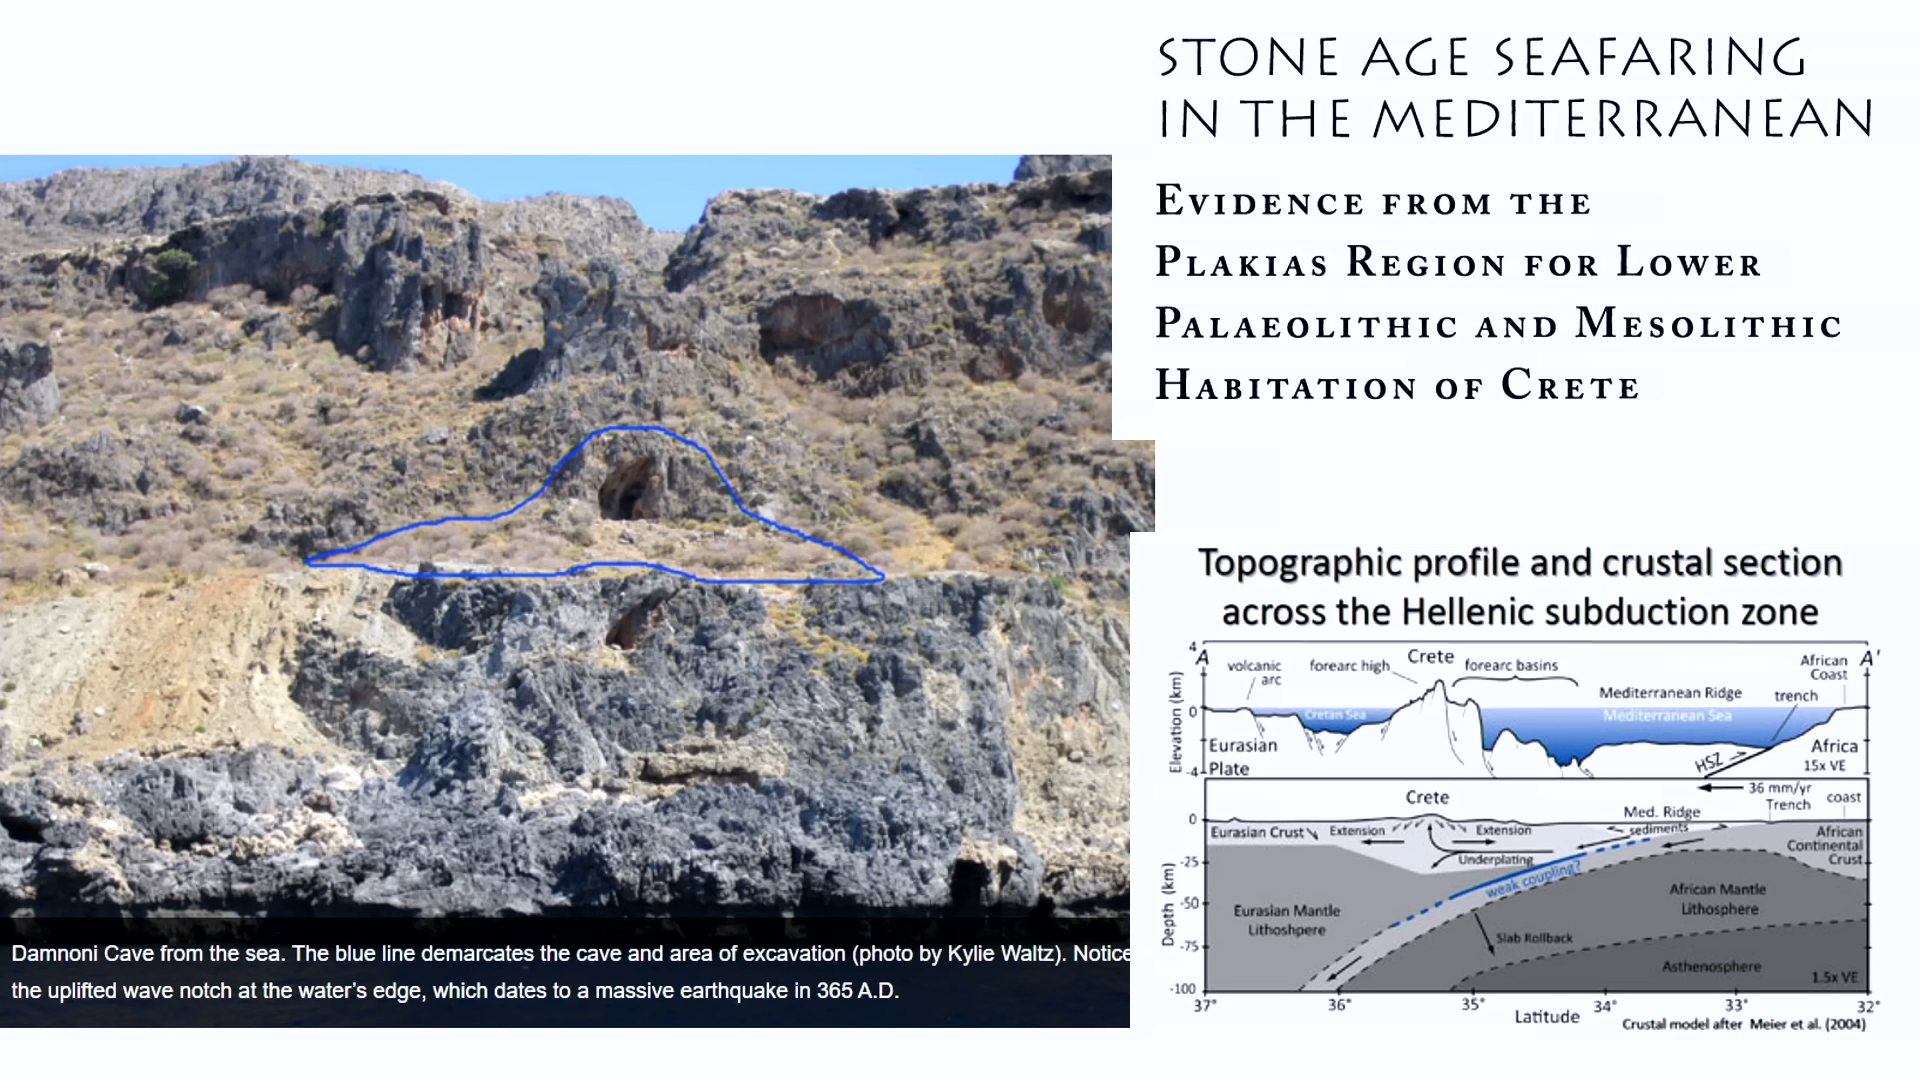 STONE AGE SEAFARING
IN THE MEDITERRANEAN
EVIDENCE FROM THE
PLAKIAS REGION FOR LOWER
PALAEOLITHIC AND MESOLITHIC
HABITATION OF CRETE
Damnoni Cave from the sea. The blue line demarcates the cave and area of excavation (photo by Kylie Waltz). Notice
the uplifted wave notch at the water's edge, which dates to a massive earthquake in 365 A.D.
Topographic profile and crustal section
across the Hellenic subduction zone
4
A
volcanic
arc
forearc high
Crete
forearc basins
African
Coast
A'
Mediterranean Ridge
trench
Elevation (km)
0
Cretan Sea
Mediterranean Sea
Eurasian
Plate
HSZ
Africa
15x VE
-4
36 mm/yr
Trench
coast
Crete
Med. Ridge
0
Eurasian Crust
Extension
Extension
sediments
African
Continental
Crust
Underplating
weak coupling?
-25
Depth (km)
African Mantle
Lithosphere
-50
Eurasian Mantle
Lithoshpere
Slab Rollback
-75
Asthenosphere
1.5x VE
-100
37° 36° 35° 34° 33° 32°
Latitude
Crustal model after Meier et al. (2004)